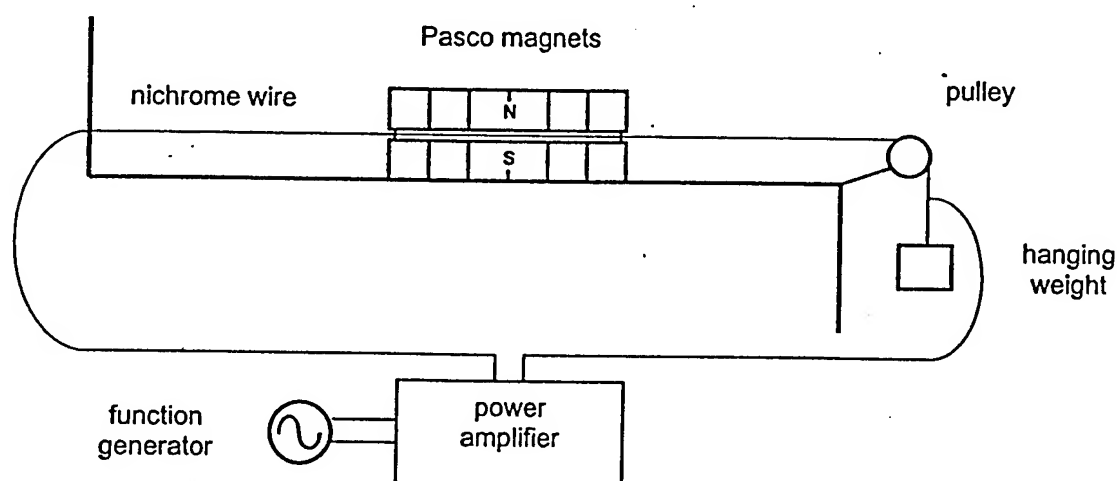 Pasco magnets
nichrome wire
pulley
N
S
hanging
weight
function
generator
power
amplifier